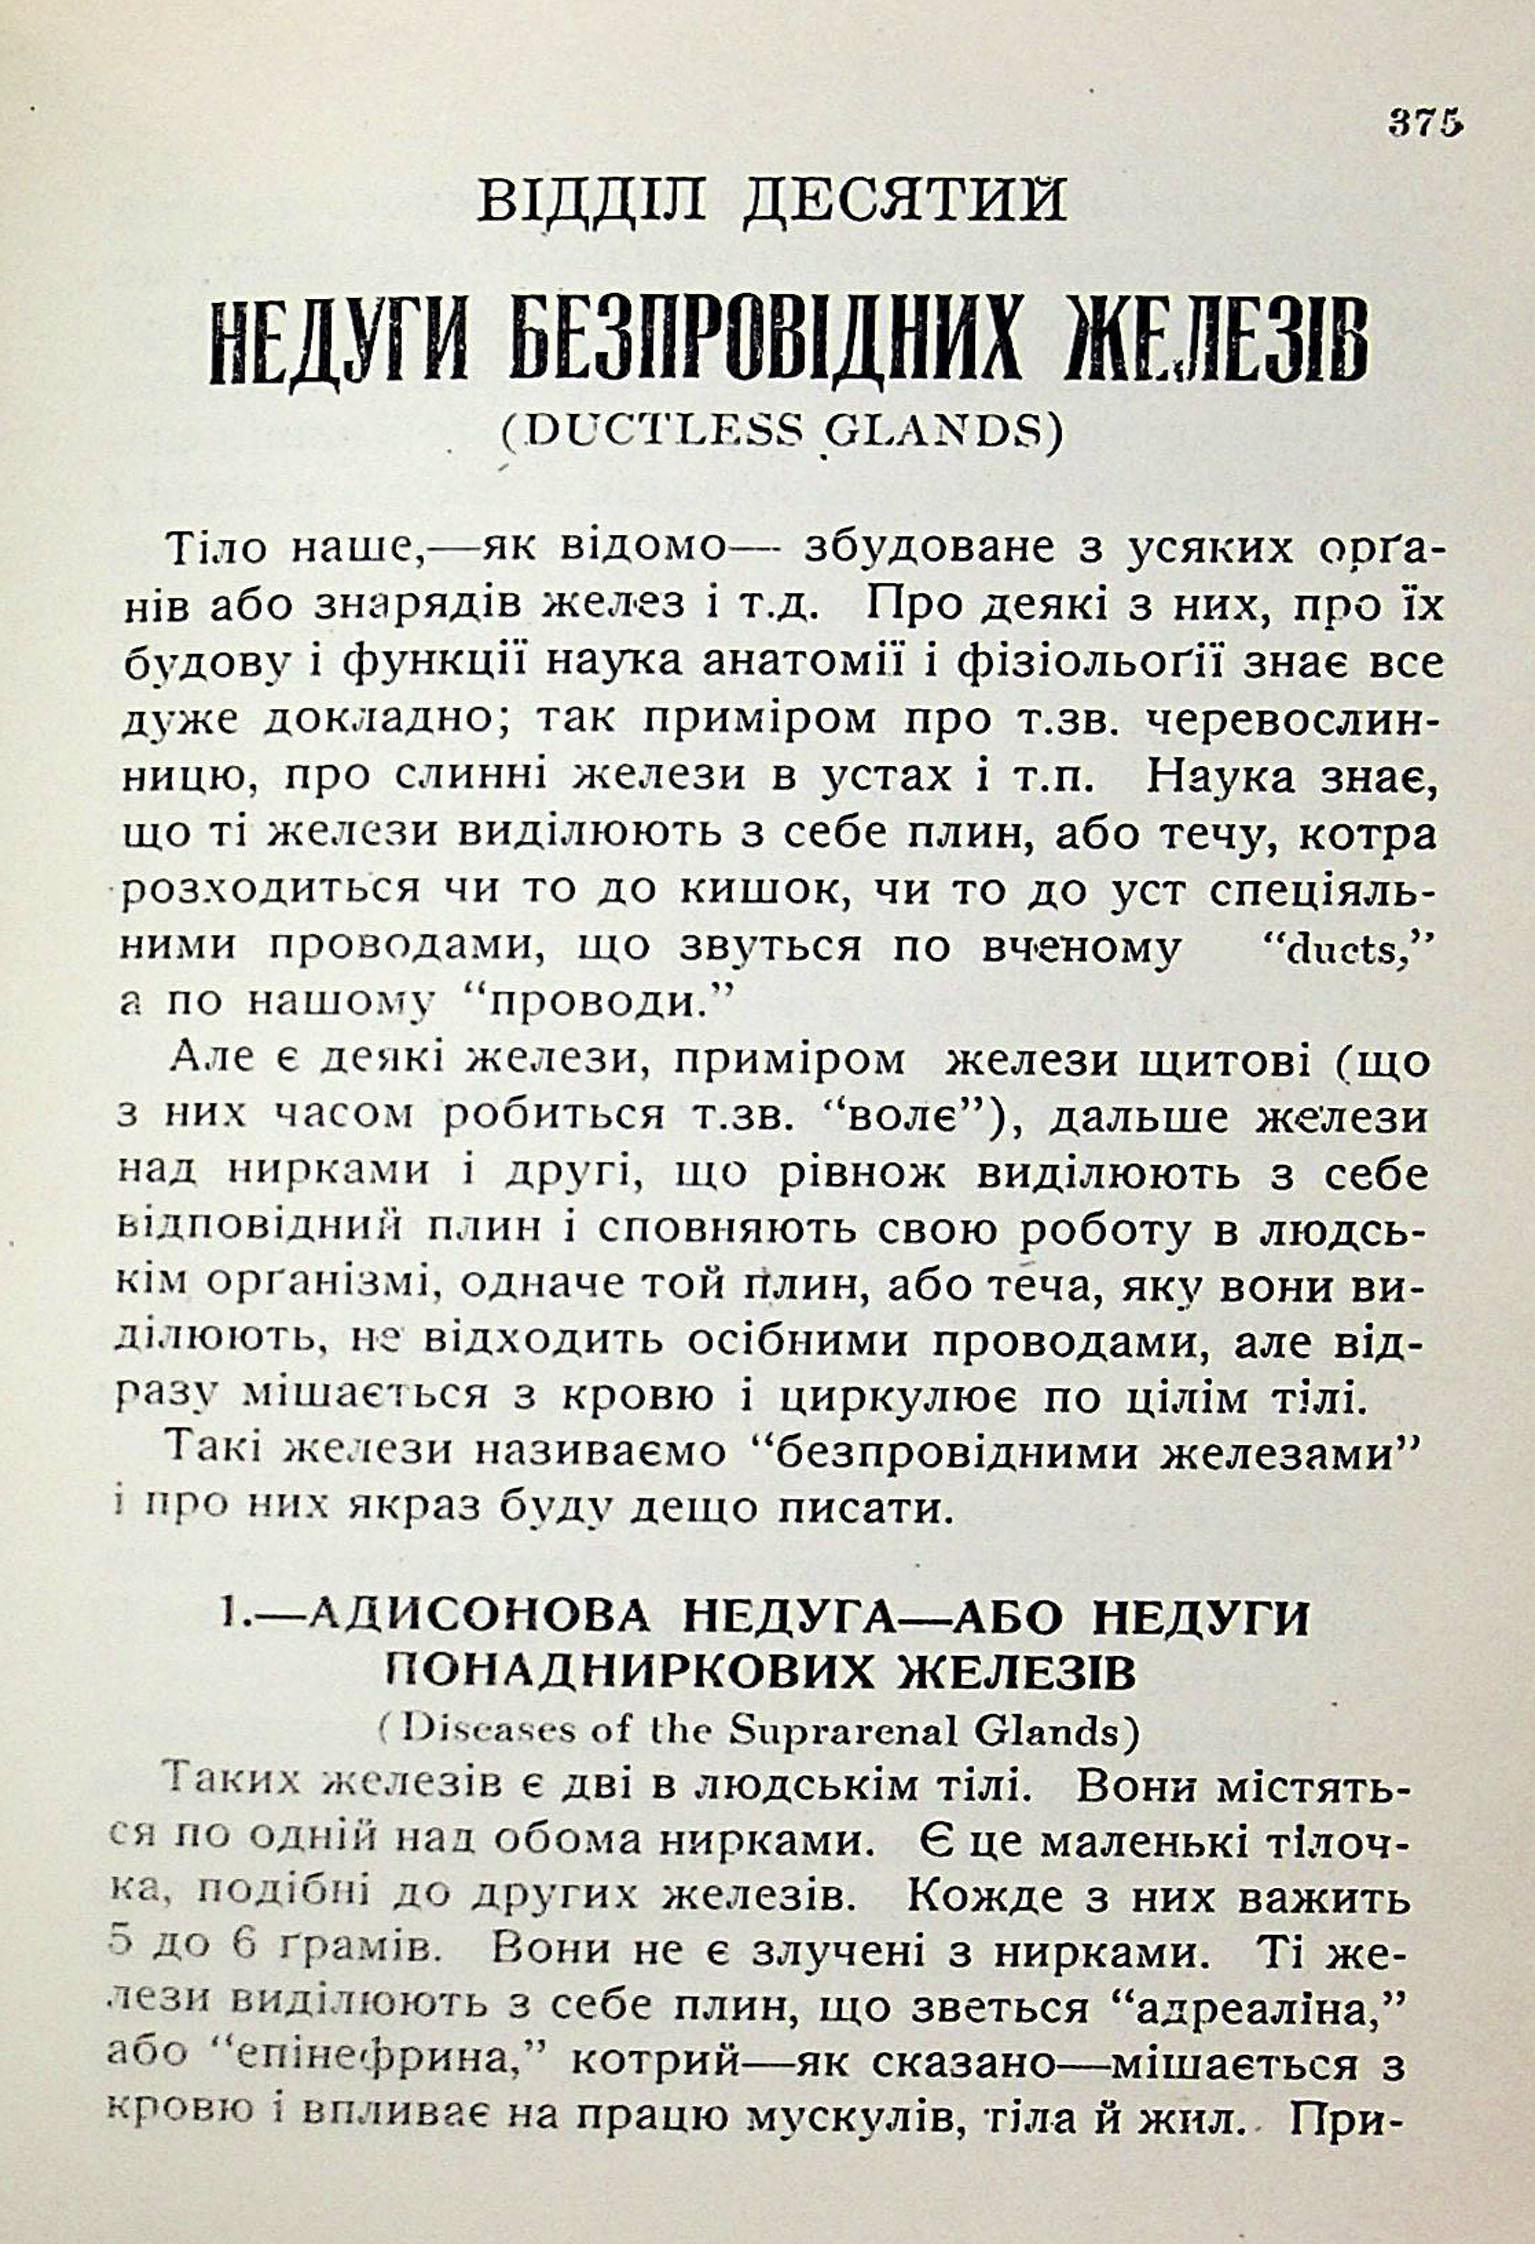 375
ВІДДІЛ ДЕСЯТИЙ
НЕДУГИ БЕЗПРОВІДНИХ ЖЕЛЕЗІВ
(DUCTLESS GLANDS)
Тіло наше,—як відомо— збудоване з усяких орґа-
нів або знарядів желез і т.д. Про деякі з них, про їх
будову і функції наука анатомії і фізіольоґії знає все
дуже докладно; так приміром про т.зв. черевослин-
ницю, про слинні желези в устах і т.п. Наука знає,
що ті желези виділюють з себе плин, або течу, котра
розходиться чи то до кишок, чи то до уст спеціяль-
ними проводами, що звуться по вченому “ducts,”
а по нашому “проводи.”
Але є деякі желези, приміром желези щитові (що
з них часом робиться т.зв. “волє”), дальше желези
над нирками і другі, що рівнож виділюють з себе
відповідний плин і сповняють свою роботу в людсь-
кім орґанізмі, одначе той плин, або теча, яку вони ви-
ділюють, не відходить осібними проводами, але від-
разу мішається з кровю і циркулює по цілім тілі.
Такі желези називаємо “безпровідними железами”
і про них якраз буду дещо писати.
1.—АДИСОНОВА НЕДУГА—АБО НЕДУГИ
ПОНАДНИРКОВИХ ЖЕЛЕЗІВ
(Diseases of the Suprarenal Glands)
Таких железів є дві в людськім тілі. Вони містять-
ся по одній над обома нирками. Є це маленькі тілоч-
ка, подібні до других железів. Кожде з них важить
5 до 6 ґрамів. Вони не є злучені з нирками. Ті же-
лези виділюють з себе плин, що зветься “адреаліна,”
або “епінефрина,” котрий—як сказано—мішається з
кровю і впливає на працю мускулів, тіла й жил. При-